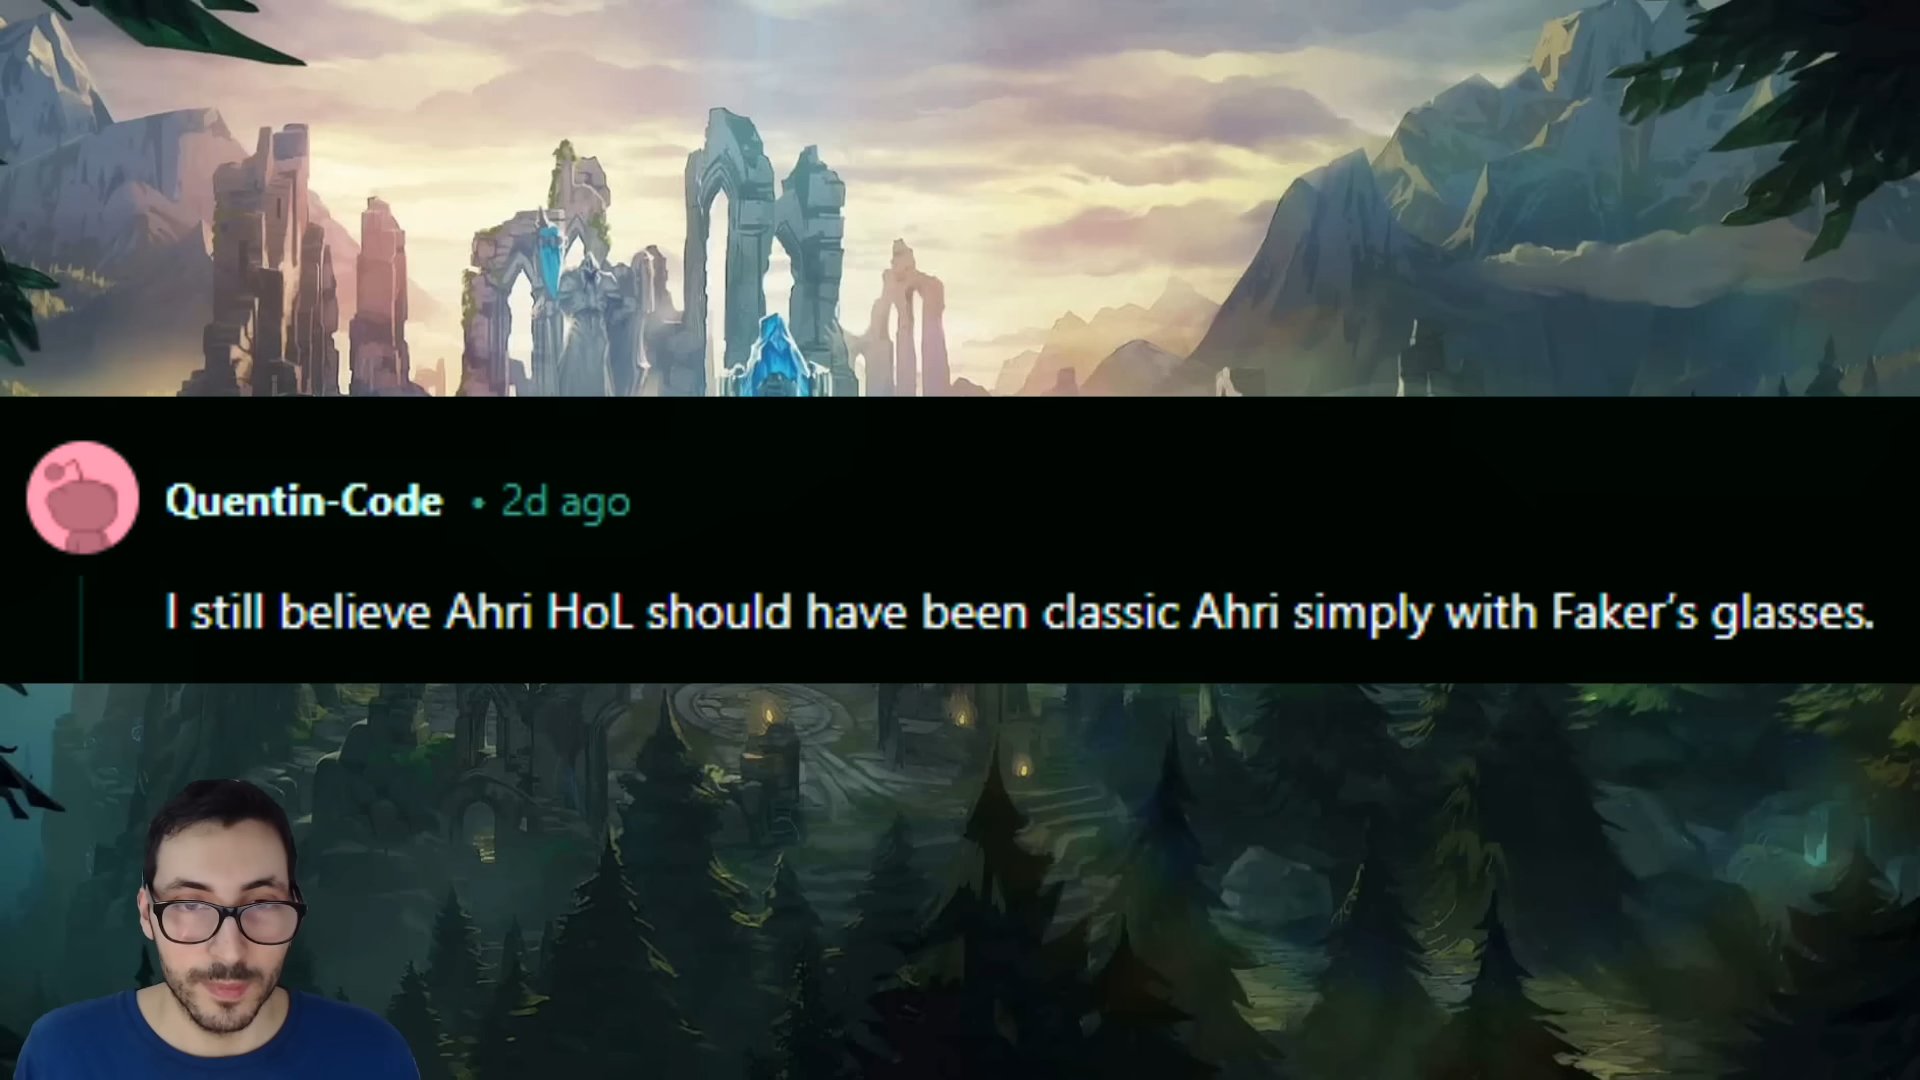 Quentin-Code • 2d ago
I still believe Ahri HoL should have been classic Ahri simply with Faker’s glasses.